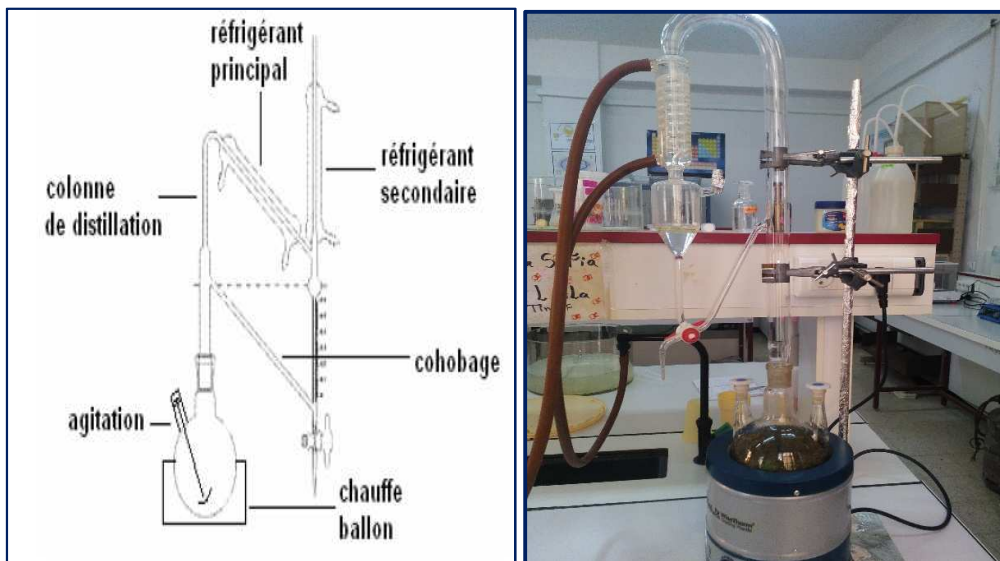 réfrigérant
principal
colonne
de distillation
réfrigérant
secondaire
cohobage
agitation
chauffe
ballon